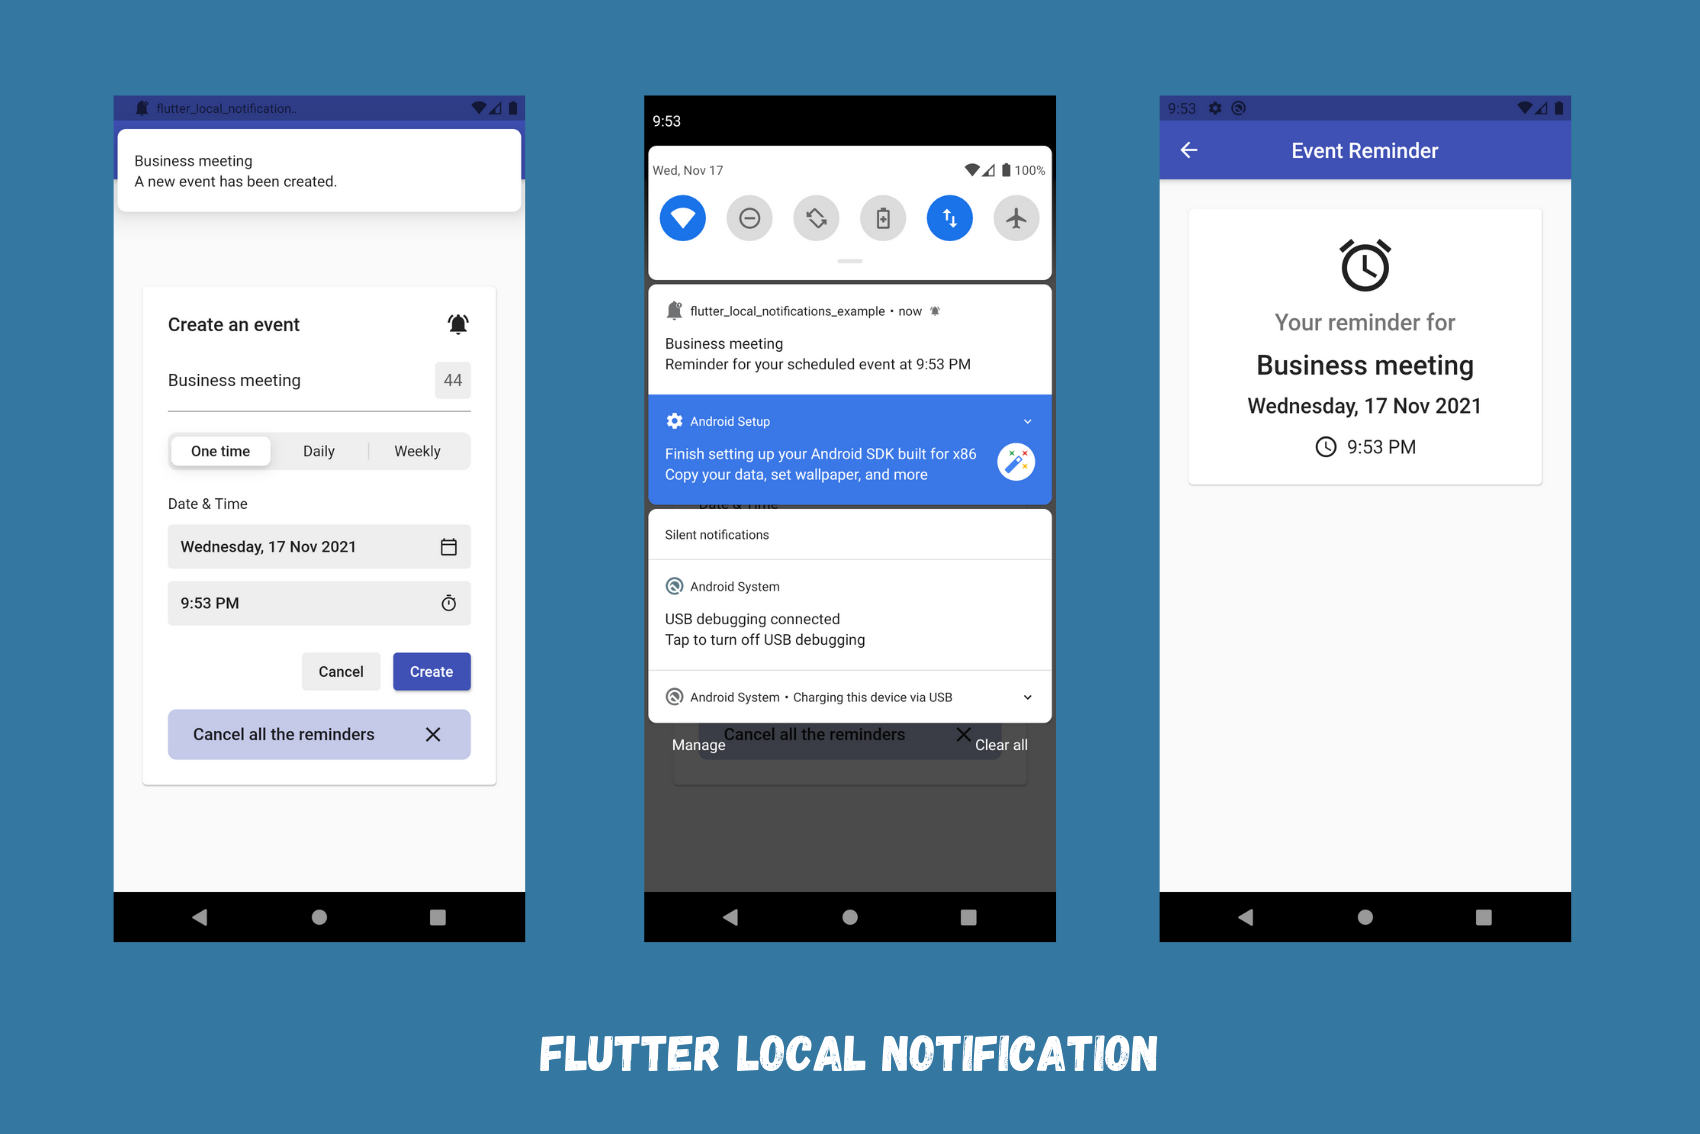 flutter_local_notification..
Business meeting
A new event has been created.
Create an event
Business meeting
44
One time
Daily
Weekly
Date & Time
Wednesday, 17 Nov 2021
9:53 PM
Cancel
Create
Cancel all the reminders
9:53
Wed, Nov 17
100%
flutter_local_notifications_example • now
Business meeting
Reminder for your scheduled event at 9:53 PM
Android Setup
Finish setting up your Android SDK built for x86
Copy your data, set wallpaper, and more
Date & Time
Silent notifications
Android System
USB debugging connected
Tap to turn off USB debugging
Android System • Charging this device via USB
Cancel all the reminders
Manage
Clear all
9:53
Event Reminder
Your reminder for
Business meeting
Wednesday, 17 Nov 2021
9:53 PM
FLUTTER LOCAL NOTIFICATION